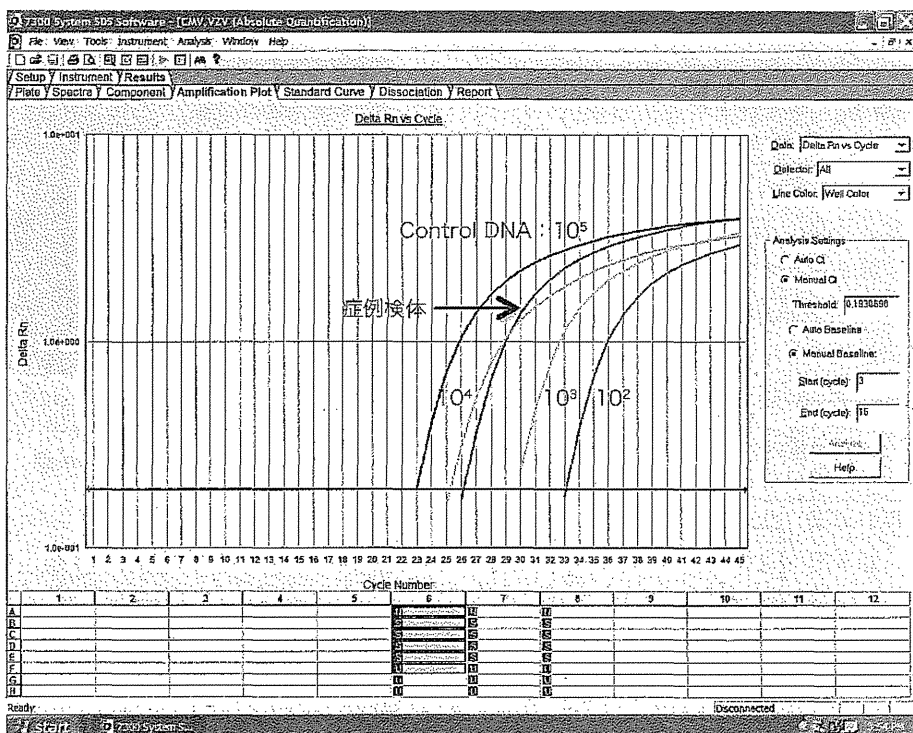 7300 System SDS Software - [CMV,VZV (Absolute Quantification)]
File View Tools Instrument Analysis Window Help
Setup Instrument Results
Plate Spectra Component Amplification Plot Standard Curve Dissociation Report
Delta Rn vs Cycle
1.0e+001
Data: Delta Rn vs Cycle
Detector: All
Line Color: Well Color
Control DNA : 10⁵
Analysis Settings
Auto Ct
Manual Ct
症例検体
Threshold:
Auto Baseline
Delta Rn
1.0e+000
Manual Baseline:
Start (cycle): 3
10⁴ 10³ 10²
End (cycle): 15
Help
1.0e-001
1 2 3 4 5 6 7 8 9 10 11 12 13 14 15 16 17 18 19 20 21 22 23 24 25 26 27 28 29 30 31 32 33 34 35 36 37 38 39 40 41 42 43 44 45
Cycle Number
1 2 3 4 5 6 7 8 9 10 11 12
A N N N
B S S S
C S S S
D S S S
E S S S
F U U U
G U U U
H U U U
Ready Disconnected
start 7300 System S...